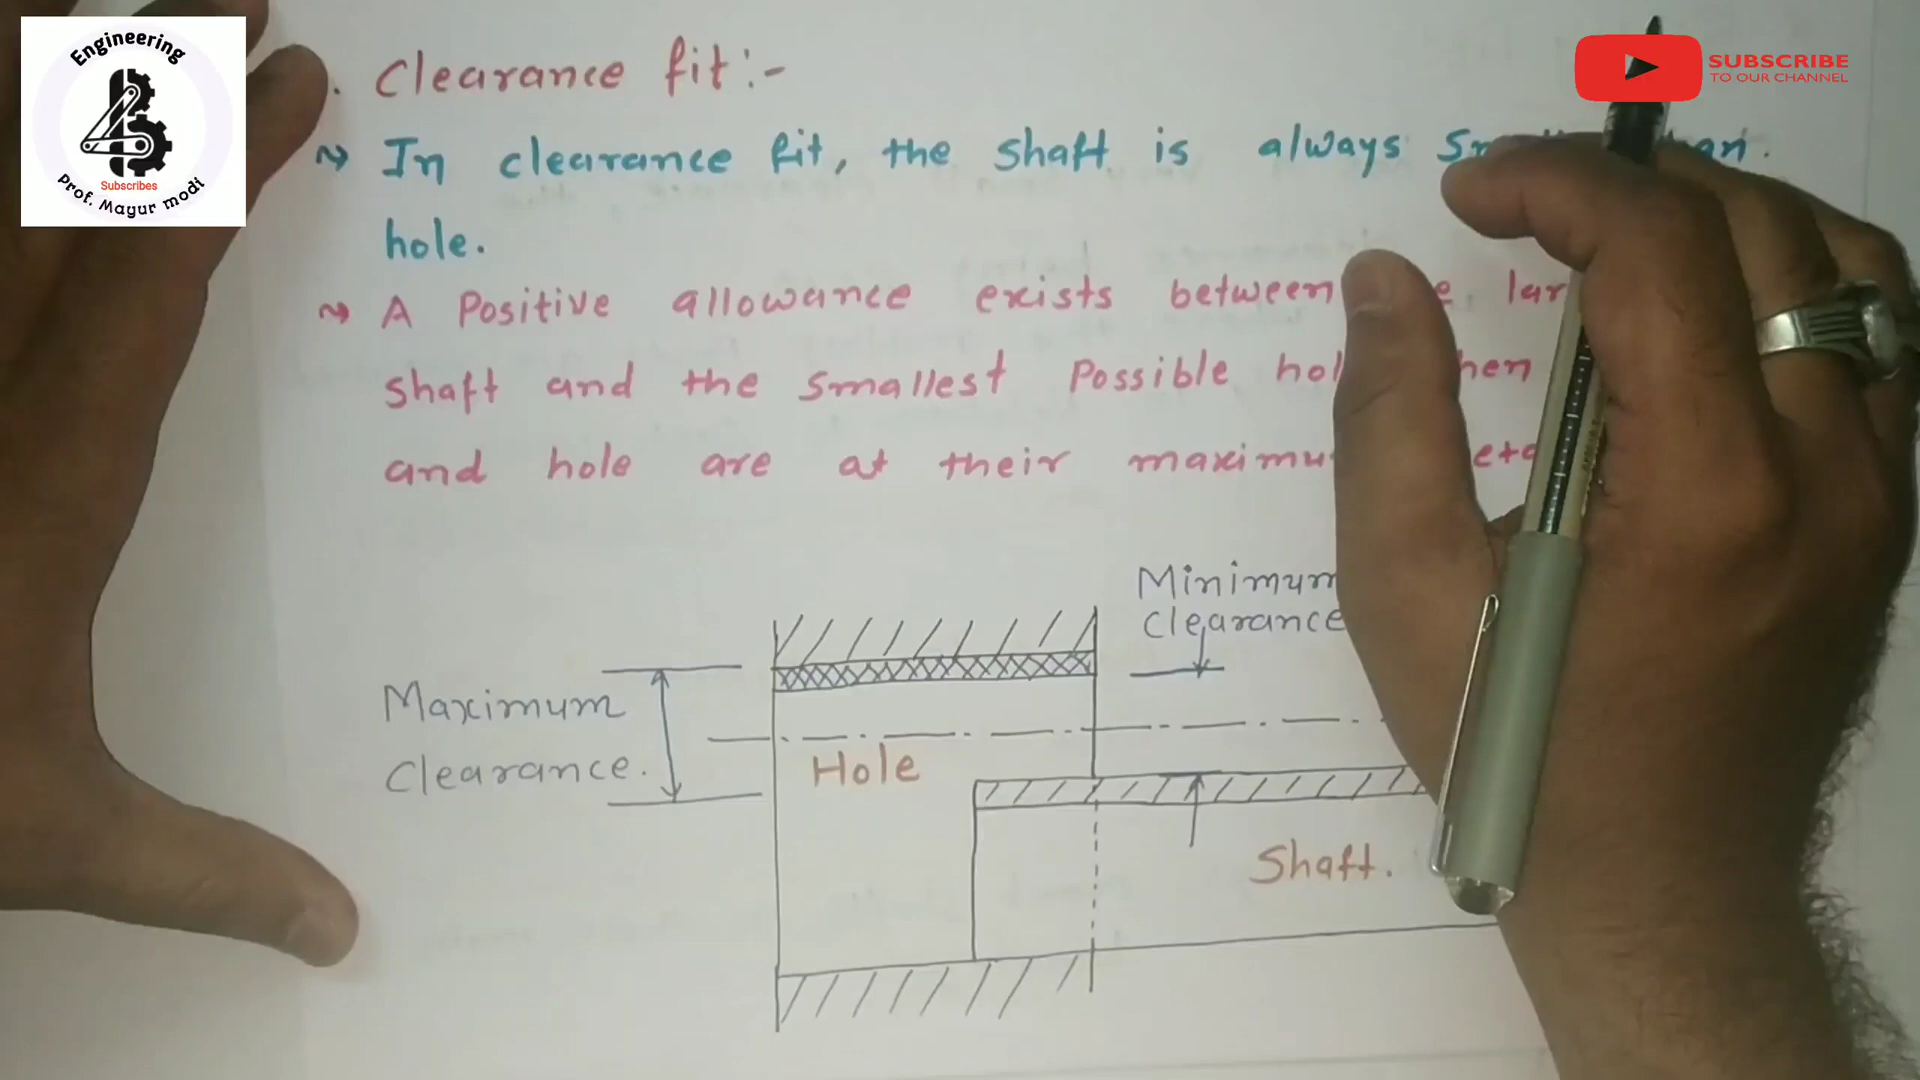 Engineering
Subscribes
Prof. Mayur modi
SUBSCRIBE
TO OUR CHANNEL
. Clearance fit:-
In clearance fit, the shaft is always
hole.
A Positive allowance exists between
shaft and the smallest Possible
and hole are at their
Minimum
Clearance
Maximum
Clearance.
Hole
Shaft.